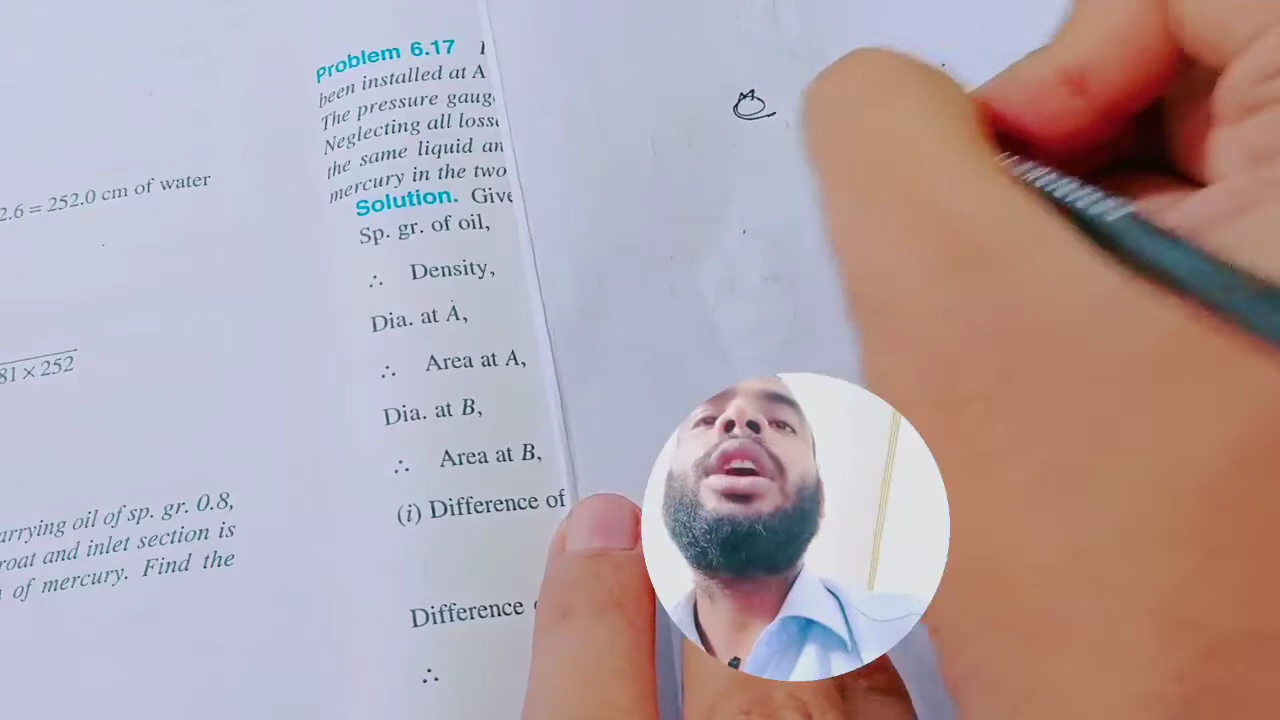 2.6 = 252.0 cm of water
81 × 252
arrying oil of sp. gr. 0.8,
roat and inlet section is
of mercury. Find the
Problem 6.17
been installed at A
The pressure gaug
Neglecting all loss
the same liquid an
mercury in the two
Solution. Give
Sp. gr. of oil,
∴ Density,
Dia. at A,
∴ Area at A,
Dia. at B,
∴ Area at B,
(i) Difference of
Difference
∴